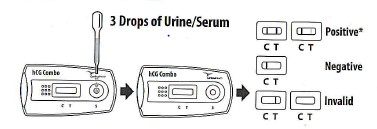 3 Drops of Urine/Serum
hCG Combo
C T S
hCG Combo
C T S
Positive*
C T C T
Negative
C T
Invalid
C T C T